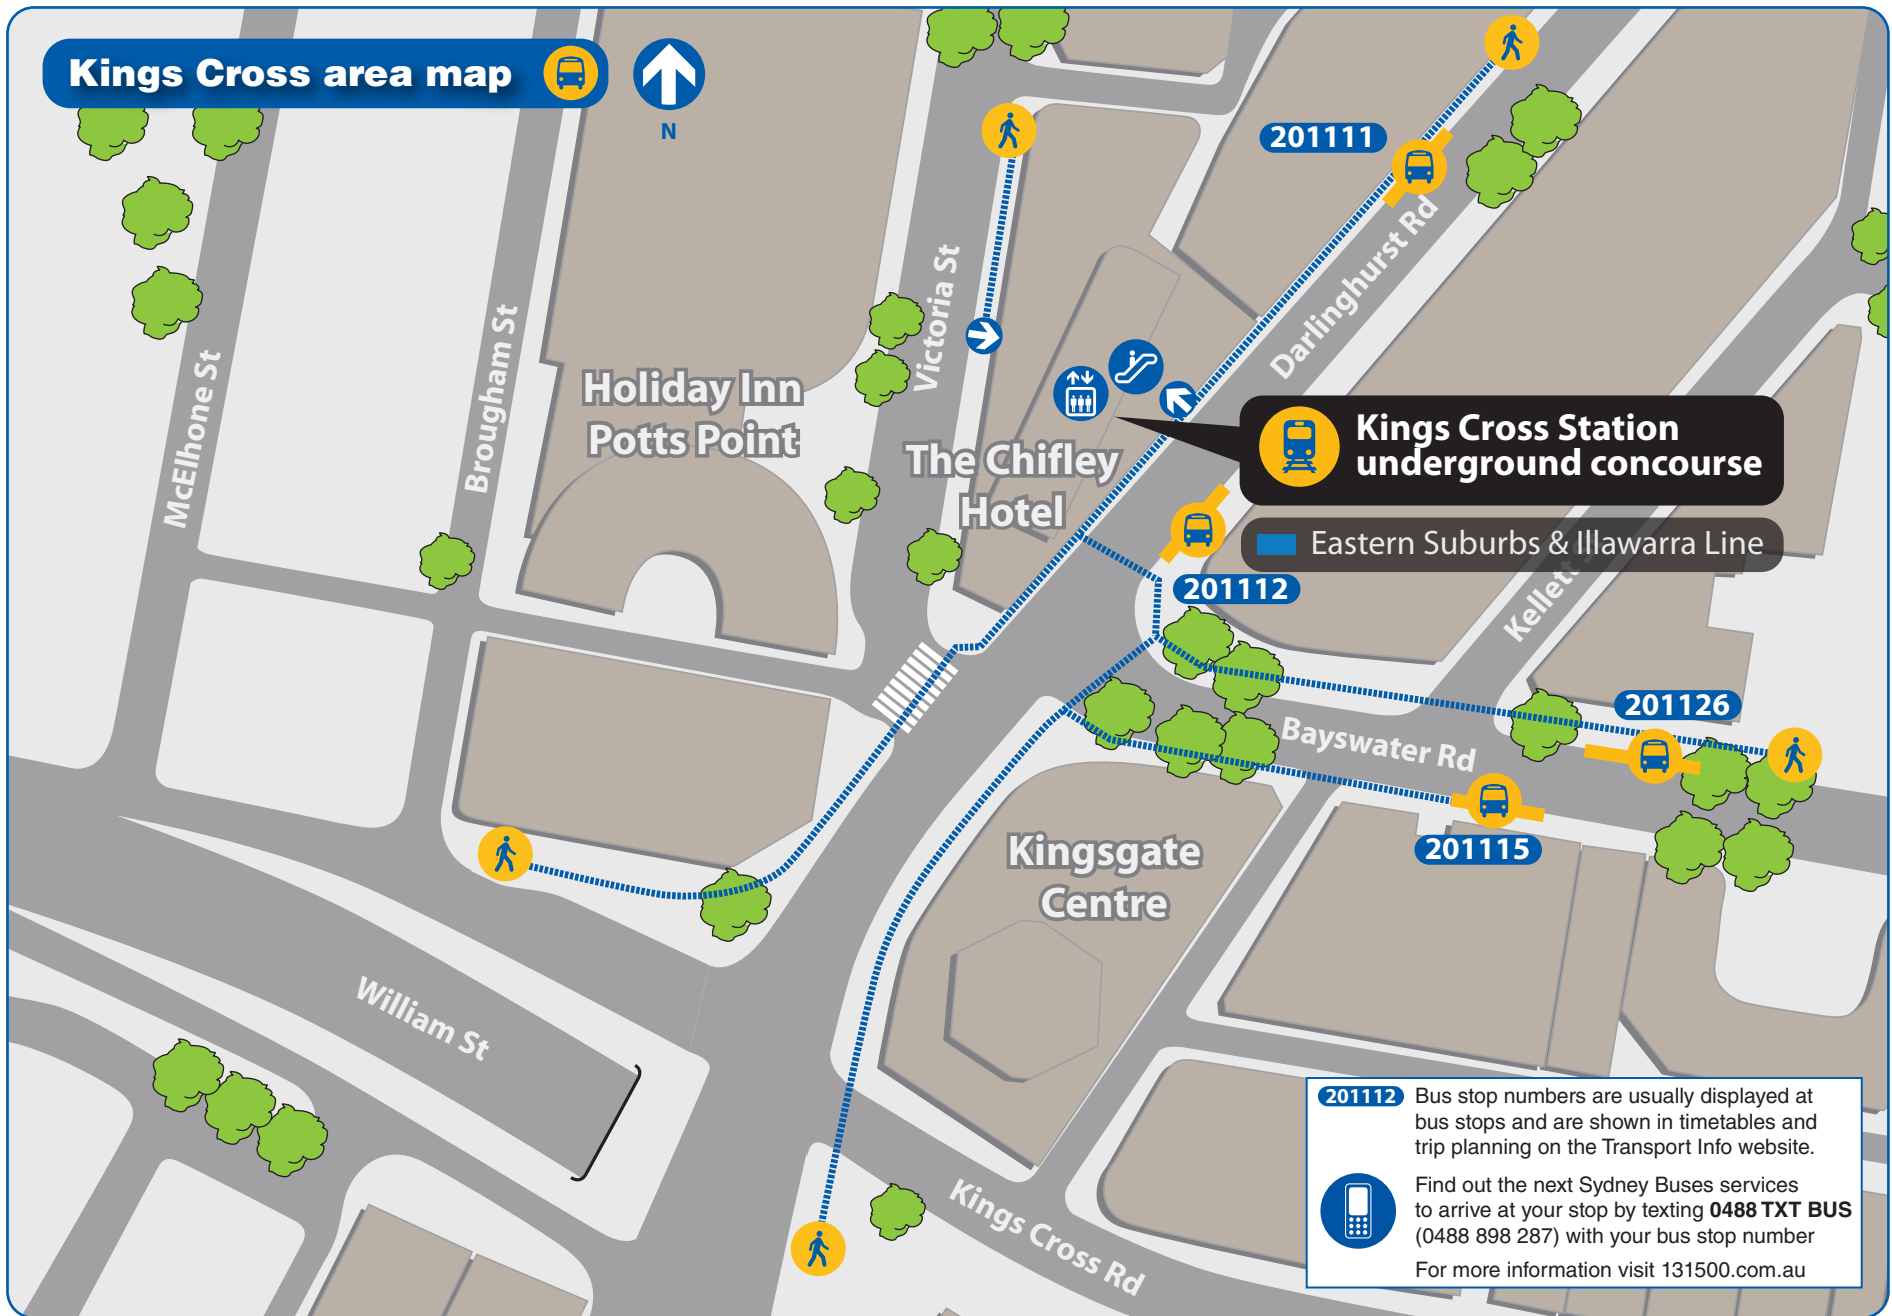 Kings Cross area map
N
201111
Darlinghurst Rd
Victoria St
Brougham St
McElhone St
Holiday Inn
Potts Point
The Chifley
Hotel
Kings Cross Station
underground concourse
Eastern Suburbs & Illawarra Line
Kellett St
201112
201126
Bayswater Rd
201115
Kingsgate
Centre
William St
Kings Cross Rd
201112 Bus stop numbers are usually displayed at
bus stops and are shown in timetables and
trip planning on the Transport Info website.
Find out the next Sydney Buses services
to arrive at your stop by texting 0488 TXT BUS
(0488 898 287) with your bus stop number
For more information visit 131500.com.au